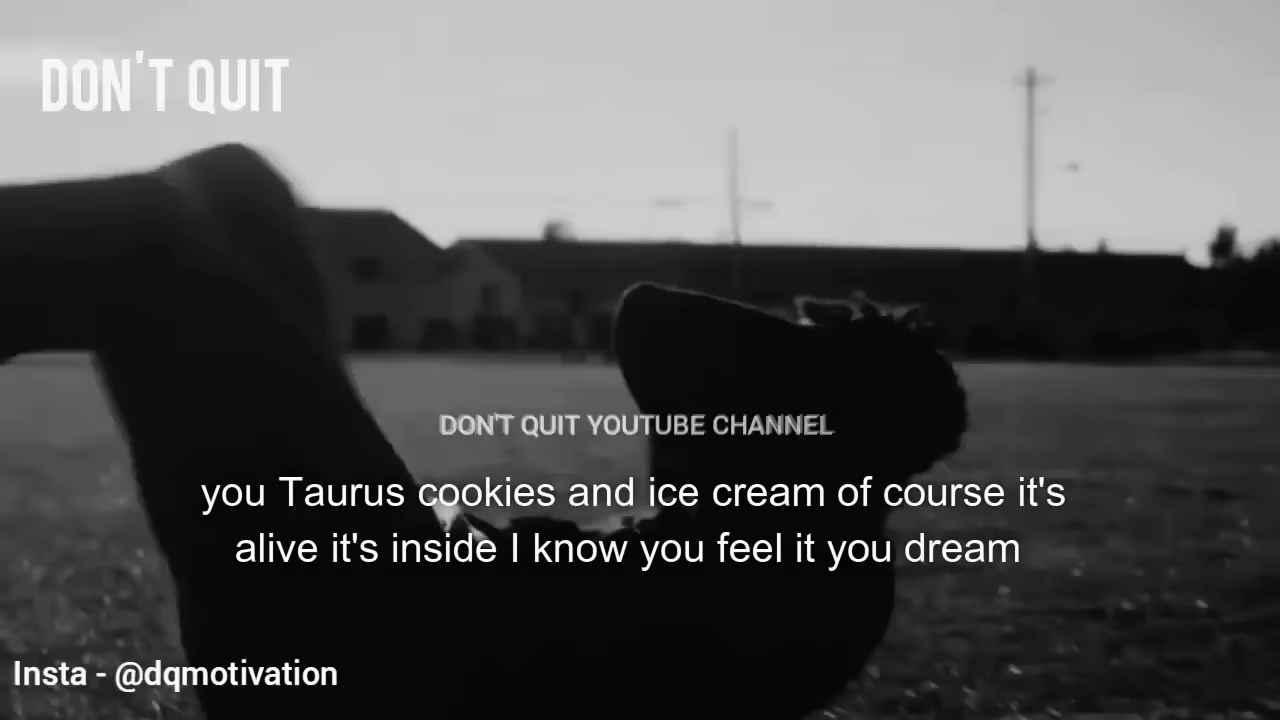 DON'T QUIT
DON'T QUIT YOUTUBE CHANNEL
you Taurus cookies and ice cream of course it's
alive it's inside I know you feel it you dream
Insta - @dqmotivation